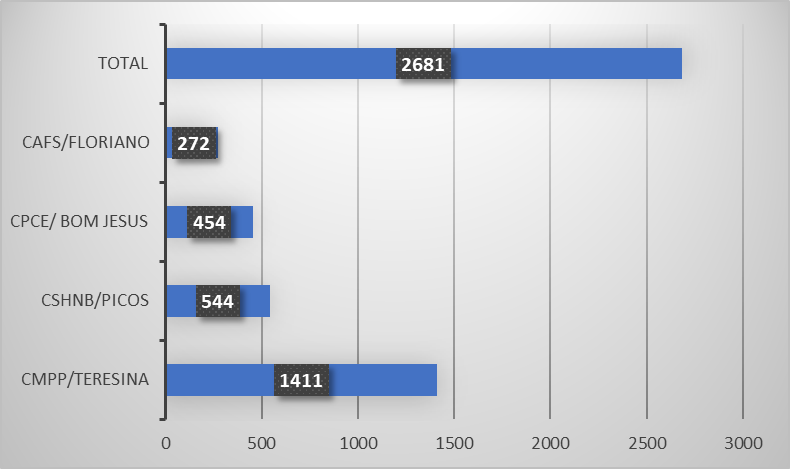 TOTAL 2681
CAFS/FLORIANO 272
CPCE/ BOM JESUS 454
CSHNB/PICOS 544
CMPP/TERESINA 1411
0 500 1000 1500 2000 2500 3000